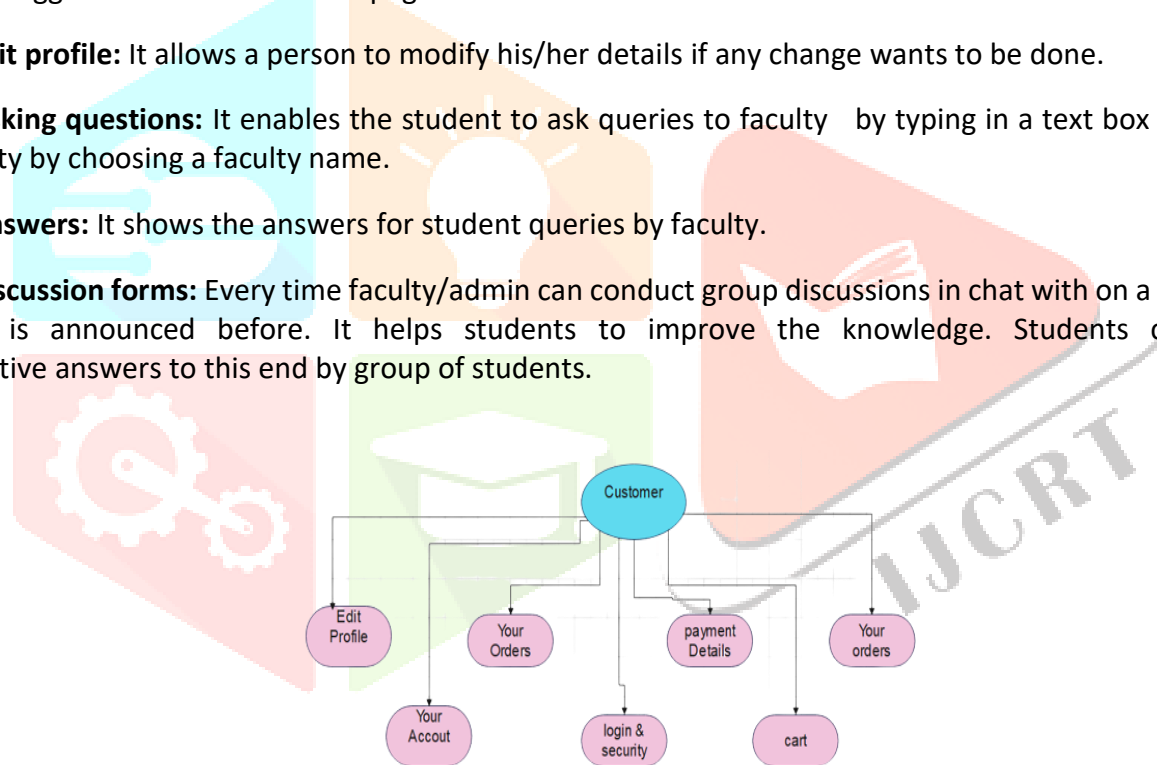 it profile: It allows a person to modify his/her details if any change wants to be done.
king questions: It enables the student to ask queries to faculty by typing in a text box
ty by choosing a faculty name.
swers: It shows the answers for student queries by faculty.
scussion forms: Every time faculty/admin can conduct group discussions in chat with on a
is announced before. It helps students to improve the knowledge. Students
tive answers to this end by group of students.
Customer
Edit
Profile
Your
Orders
payment
Details
Your
orders
Your
Accout
login &
security
cart
IJCRT